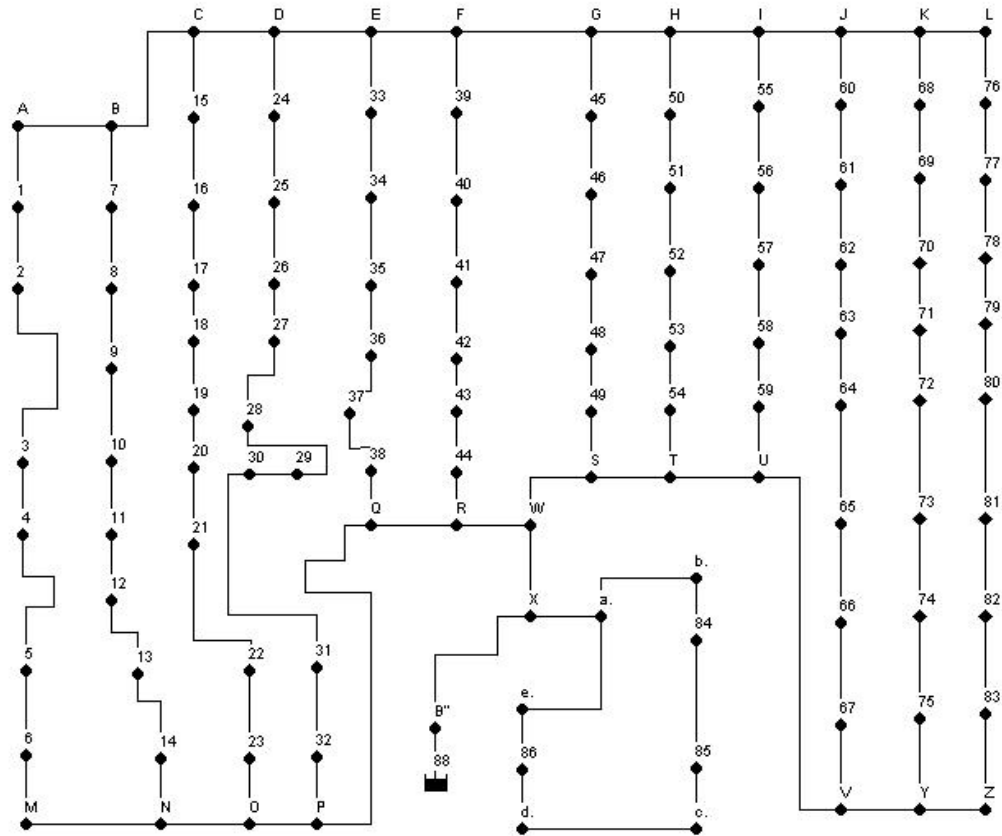 C D E F G H I J K L
A B
15 24 33 39 45 50 55 60 68 76
1 7 16 25 34 40 46 51 56 61 69 77
2 8 17 26 35 41 47 52 57 62 70 78
18 27 36 42 48 53 58 63 71 79
9 19 28 37 43 49 54 59 64 72 80
3 10 20 30 29 38 44 S T U
4 11 21 Q R W 65 73 81
12 X a. b. 84 66 74 82
5 13 22 31 e. B" 67 75 83
6 14 23 32 88 86 85
M N O P d. c. V Y Z